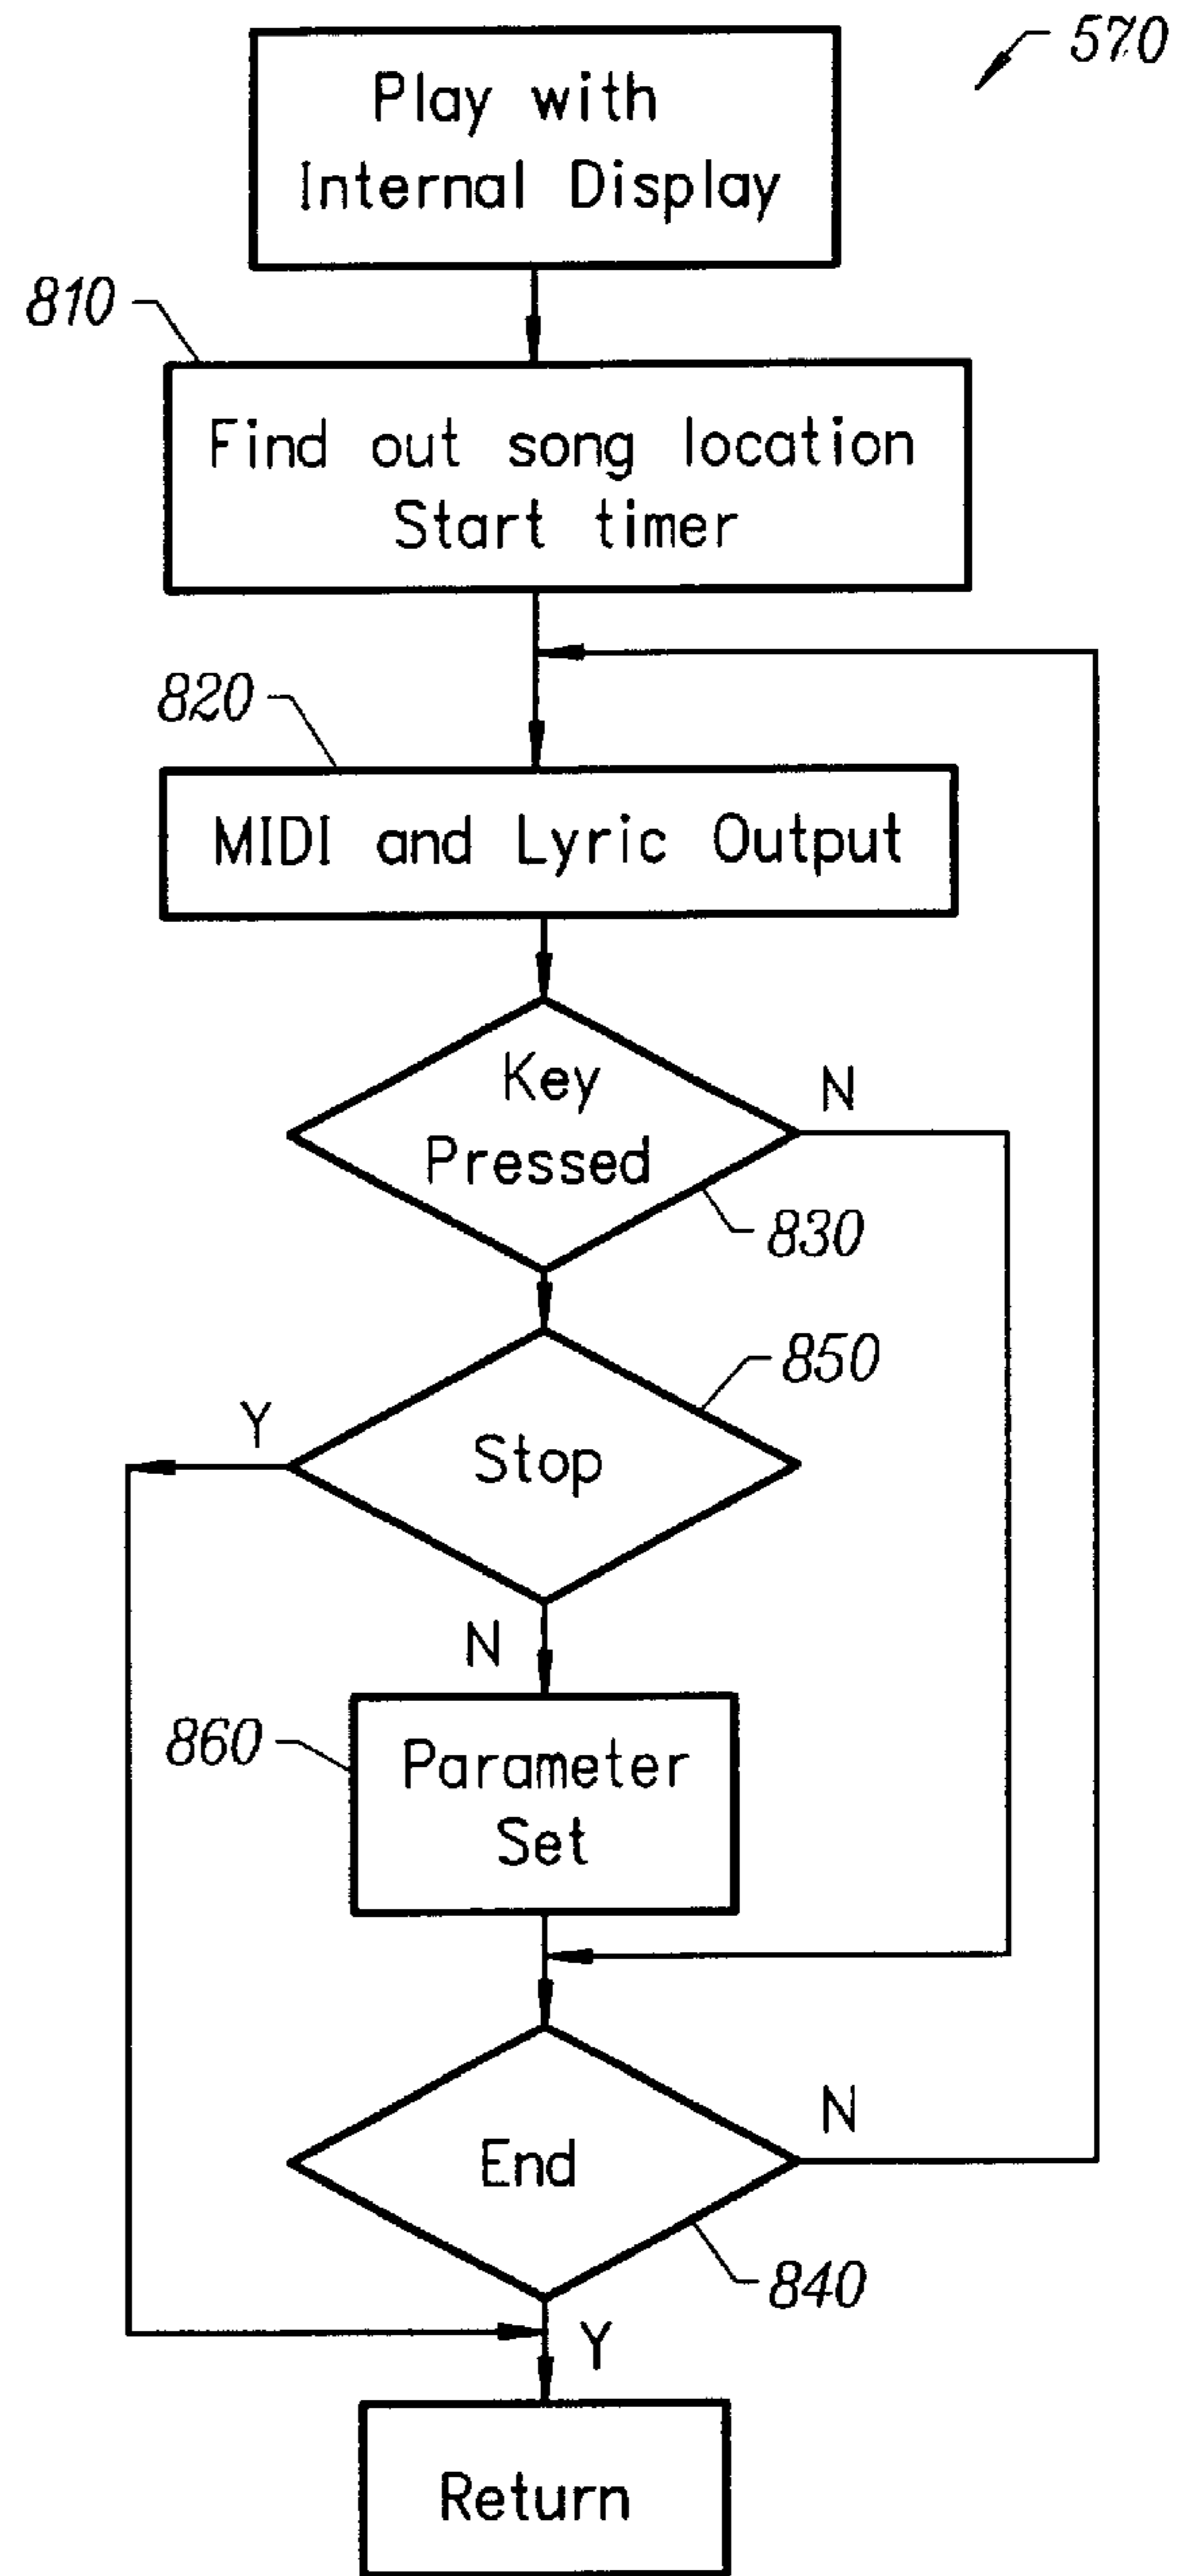 570
Play with
Internal Display
810
Find out song location
Start timer
820
MIDI and Lyric Output
Key
Pressed
N
830
850
Y
Stop
N
860
Parameter
Set
End
N
840
Y
Return